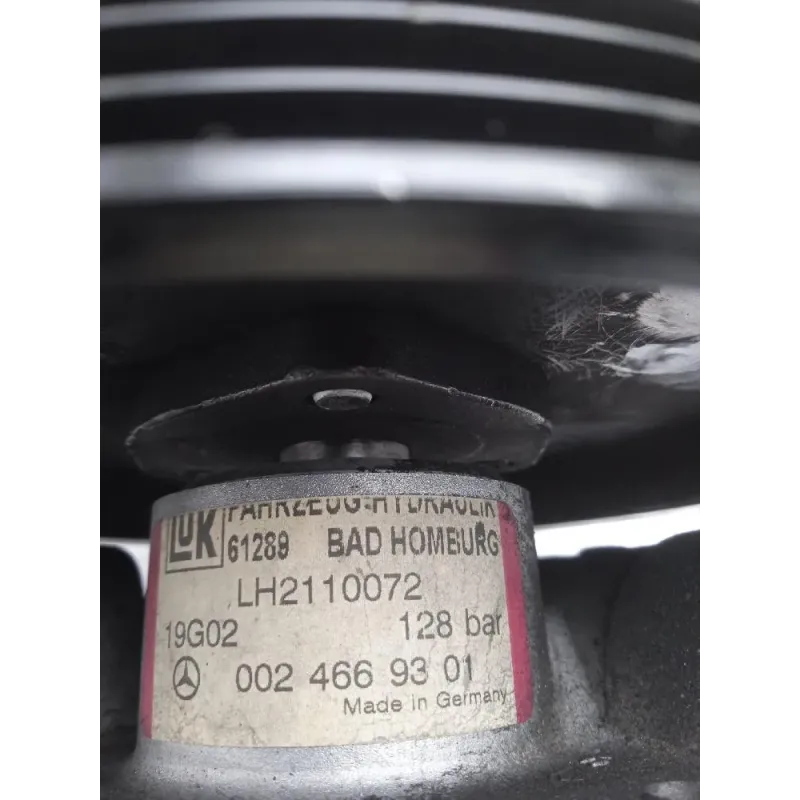 LuK FAHRZEUG-HYDRAULIK
61289 BAD HOMBURG
LH2110072
19G02 128 bar
002 466 93 01
Made in Germany